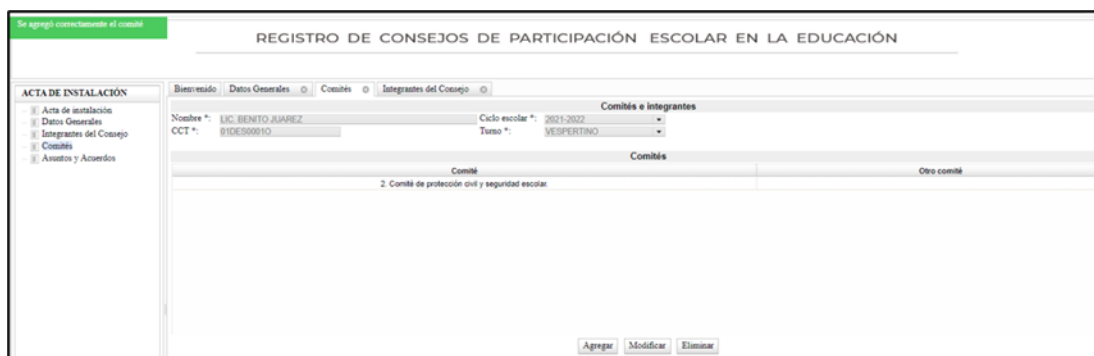 Se agregó correctamente el comité
REGISTRO DE CONSEJOS DE PARTICIPACIÓN ESCOLAR EN LA EDUCACIÓN
ACTA DE INSTALACIÓN
Acta de instalación
Datos Generales
Integrantes del Consejo
Comités
Asuntos y Acuerdos
Bienvenido Datos Generales Comités Integrantes del Consejo
Comités e integrantes
Nombre *: LIC. BENITO JUAREZ Ciclo escolar *: 2021-2022
CCT *: 01DES0001O Turno *: VESPERTINO
Comités
Comité Otro comité
2. Comité de protección civil y seguridad escolar.
Agregar Modificar Eliminar